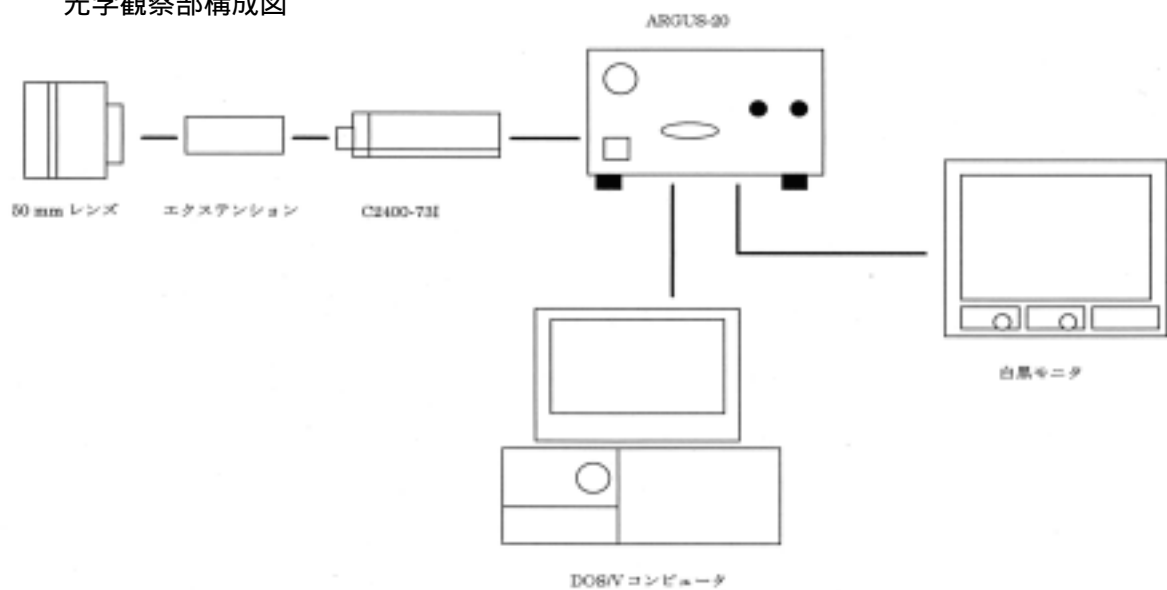 光学観察部構成図
ARGUS-20
50 mm レンズ
エクステンション
C2400-73I
白黒モニタ
DOS/V コンピュータ